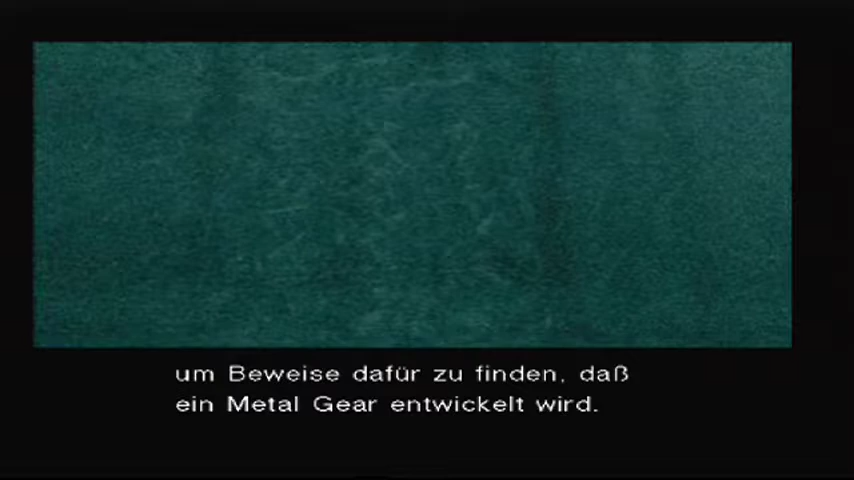 um Beweise dafür zu finden, daß
ein Metal Gear entwickelt wird.